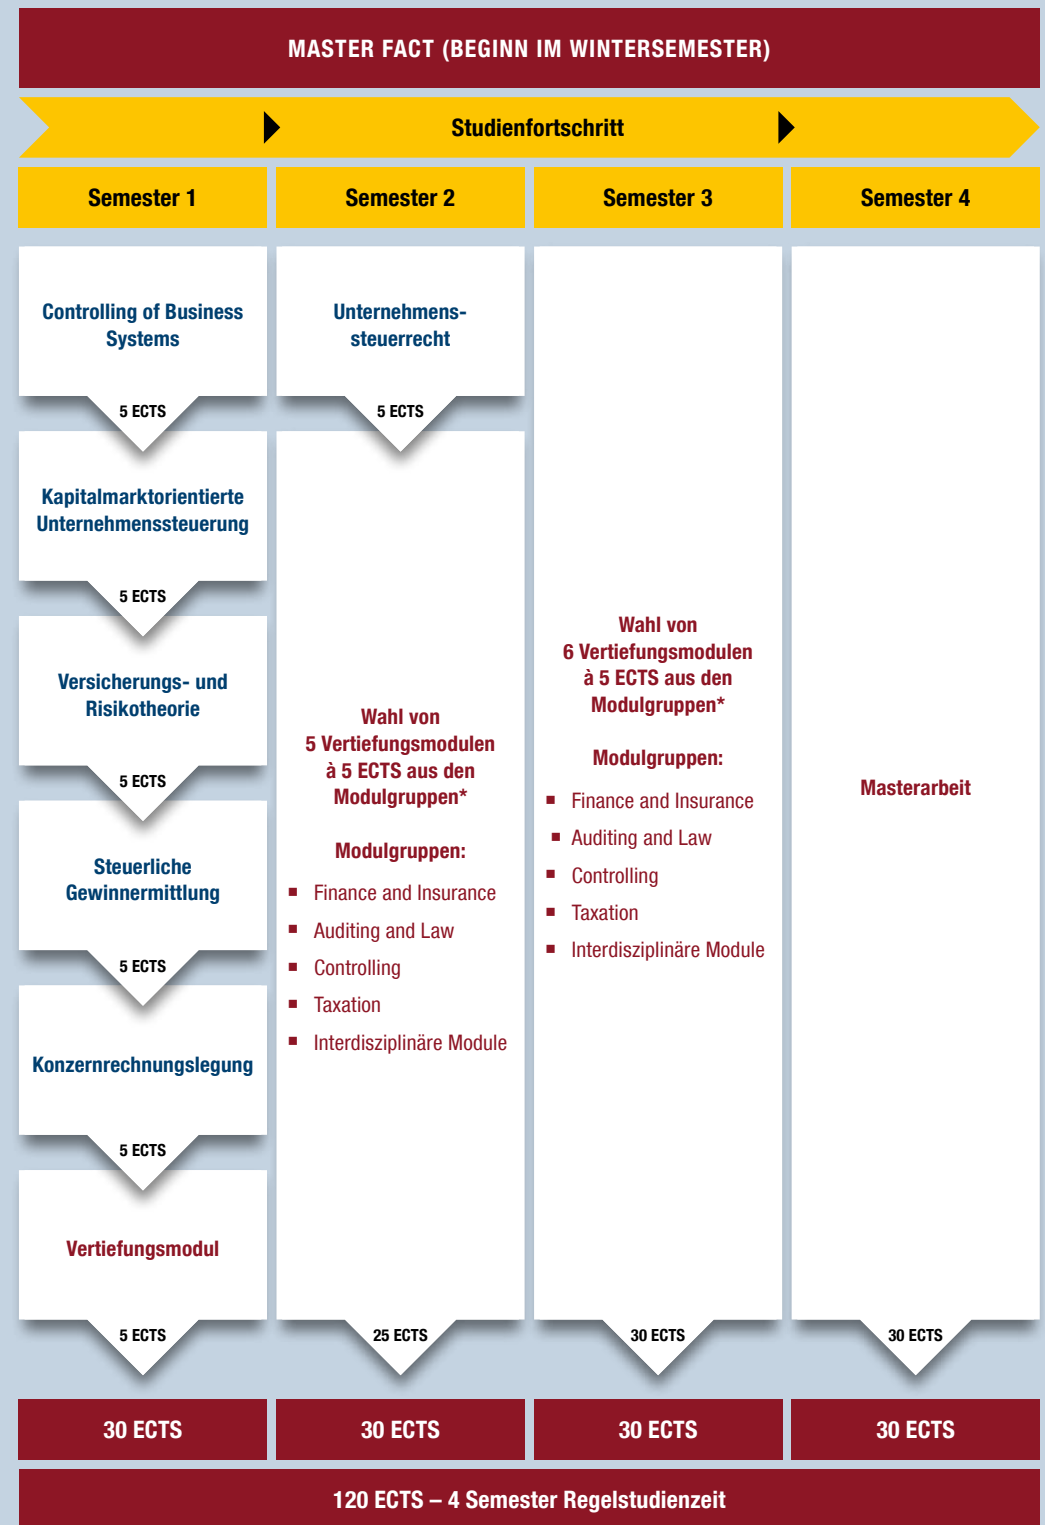 MASTER FACT (BEGINN IM WINTERSEMESTER)
Studienfortschritt
Semester 1
Semester 2
Semester 3
Semester 4
Controlling of Business
Systems
5 ECTS
Kapitalmarktorientierte
Unternehmenssteuerung
5 ECTS
Versicherungs- und
Risikotheorie
5 ECTS
Steuerliche
Gewinnermittlung
5 ECTS
Konzernrechnungslegung
5 ECTS
Vertiefungsmodul
5 ECTS
Unternehmens-
steuerrecht
5 ECTS
Wahl von
5 Vertiefungsmodulen
à 5 ECTS aus den
Modulgruppen*
Modulgruppen:
■ Finance and Insurance
■ Auditing and Law
■ Controlling
■ Taxation
■ Interdisziplinäre Module
25 ECTS
Wahl von
6 Vertiefungsmodulen
à 5 ECTS aus den
Modulgruppen*
Modulgruppen:
■ Finance and Insurance
■ Auditing and Law
■ Controlling
■ Taxation
■ Interdisziplinäre Module
30 ECTS
Masterarbeit
30 ECTS
30 ECTS
30 ECTS
30 ECTS
30 ECTS
120 ECTS – 4 Semester Regelstudienzeit